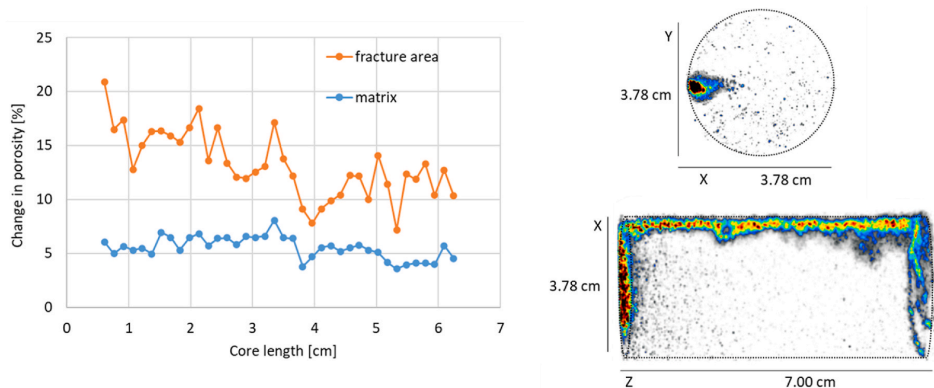 25
20
15
10
5
0
Change in porosity [%]
fracture area
matrix
0 1 2 3 4 5 6 7
Core length [cm]
Y
3.78 cm
X 3.78 cm
X
3.78 cm
Z 7.00 cm